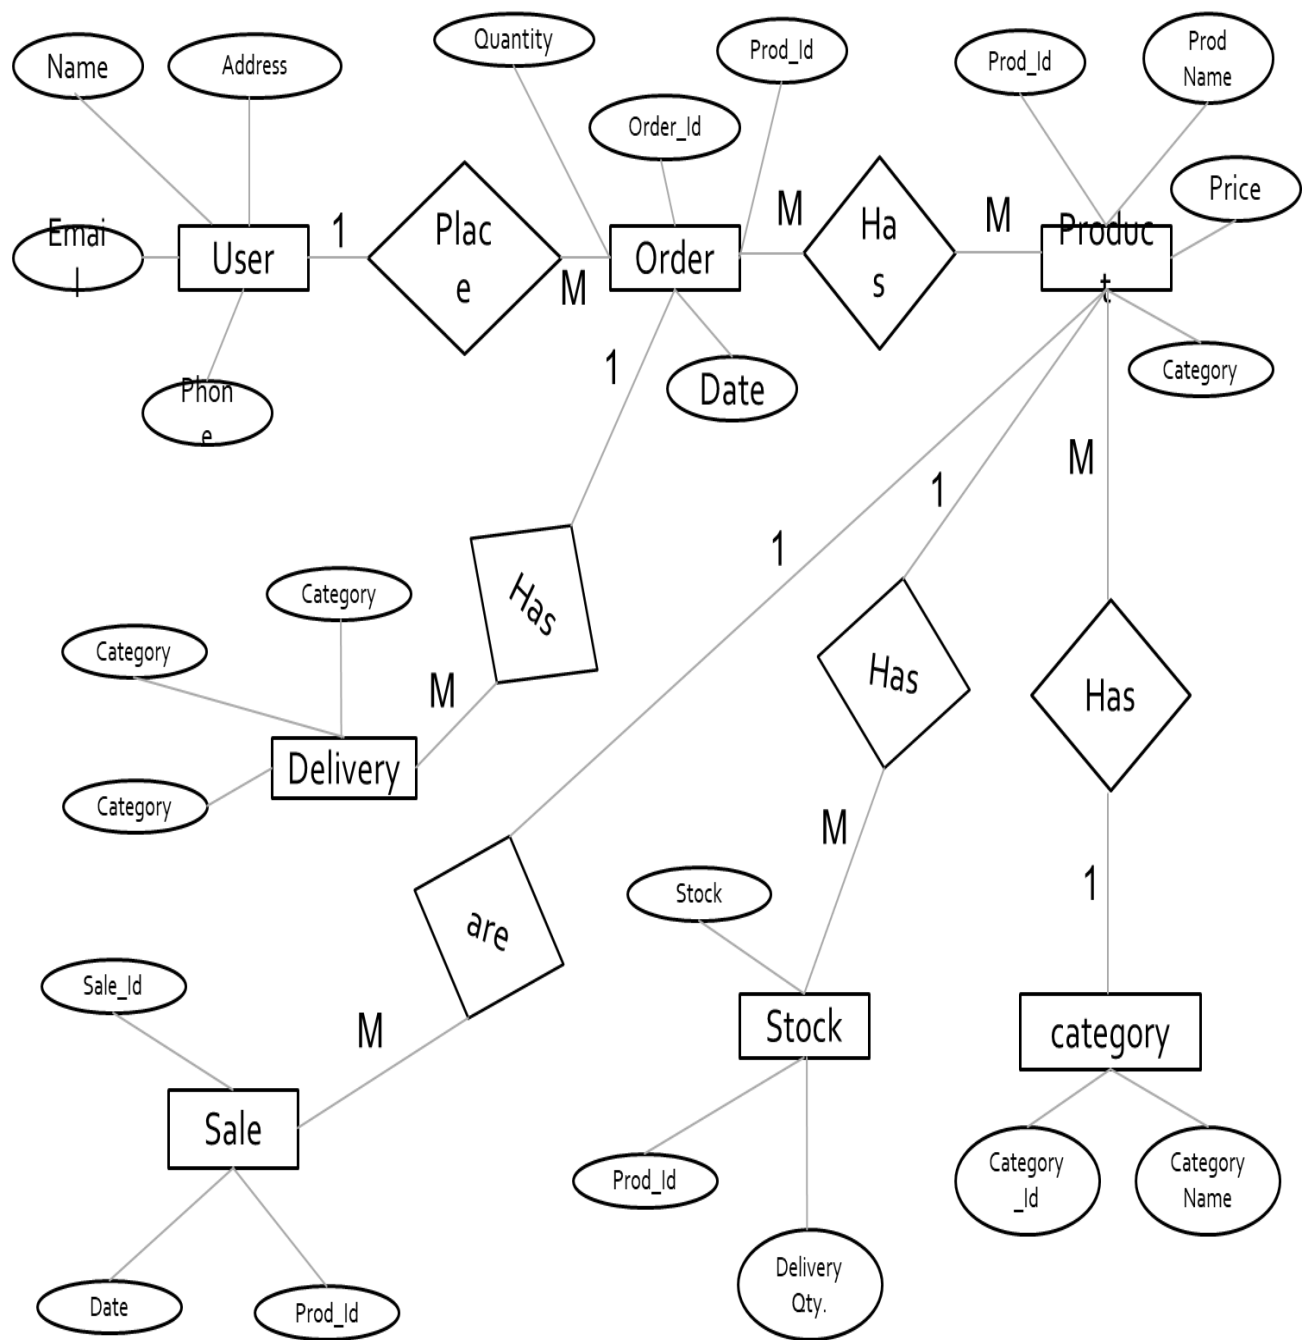 Quantity
Prod_Id
Prod_Id
Prod
Name
Name
Address
Order_Id
Price
Emai
l
User
1
Plac
e
M
Order
M
Ha
s
M
Produc
t
Phon
e
1
Date
Category
M
1
1
Category
Has
Category
M
Has
Has
Delivery
Category
M
1
Stock
are
Sale_Id
M
Stock
category
Sale
Prod_Id
Category
_Id
Category
Name
Delivery
Qty.
Date
Prod_Id